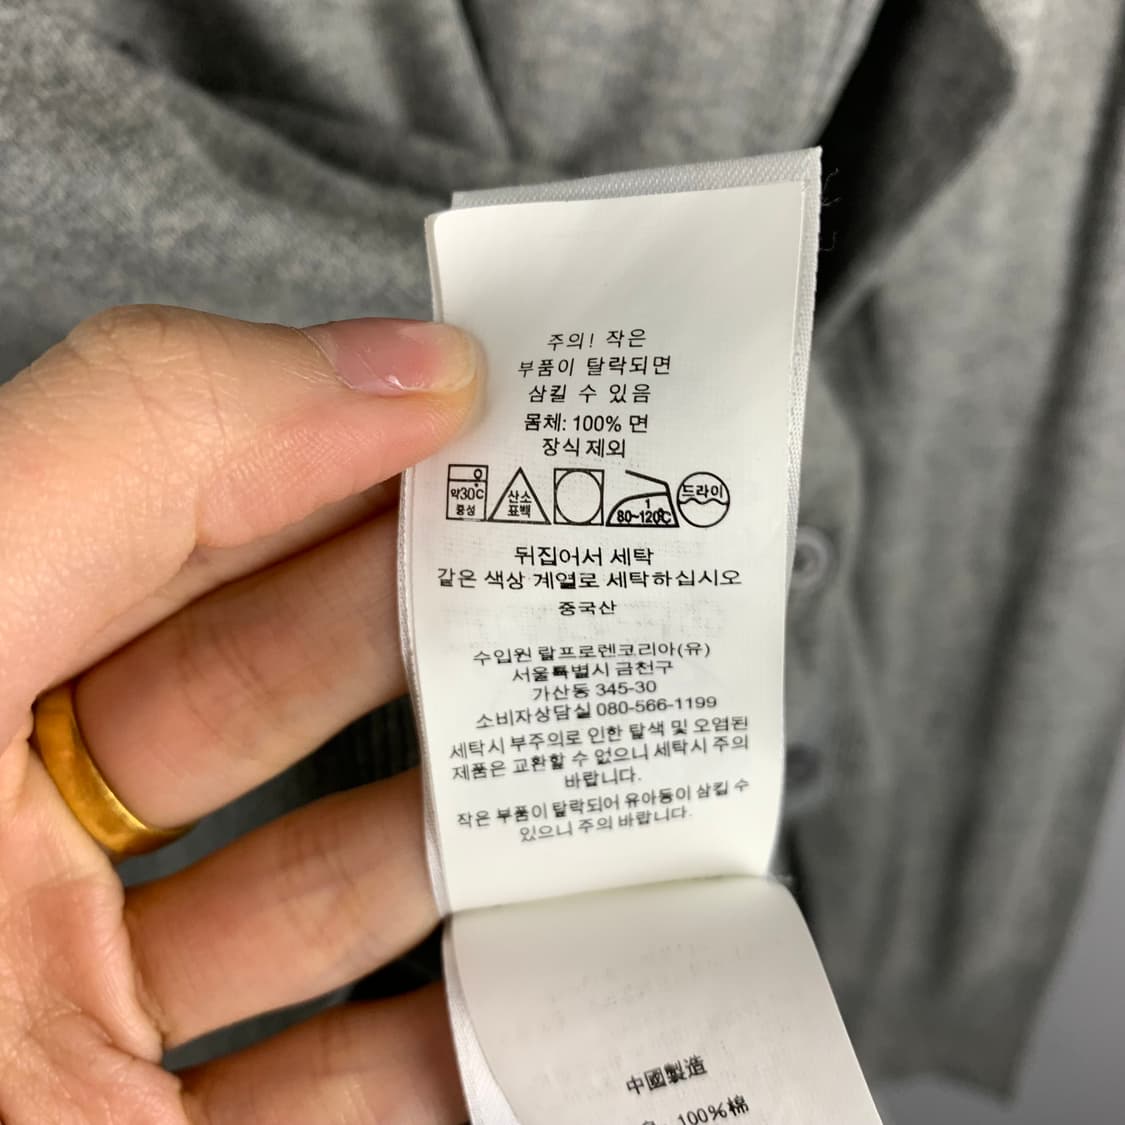 주의! 작은
부품이 탈락되면
삼킬 수 있음
몸체: 100% 면
장식 제외
약30°C
중성
산소
표백
1
80~120℃
드라이
뒤집어서 세탁
같은 색상 계열로 세탁하십시오
중국산
수입원 랄프로렌코리아(유)
서울특별시 금천구
가산동 345-30
소비자상담실 080-566-1199
세탁시 부주의로 인한 탈색 및 오염된
제품은 교환할 수 없으니 세탁시 주의
바랍니다.
작은 부품이 탈락되어 유아동이 삼킬 수
있으니 주의 바랍니다.
中國製造
100%棉